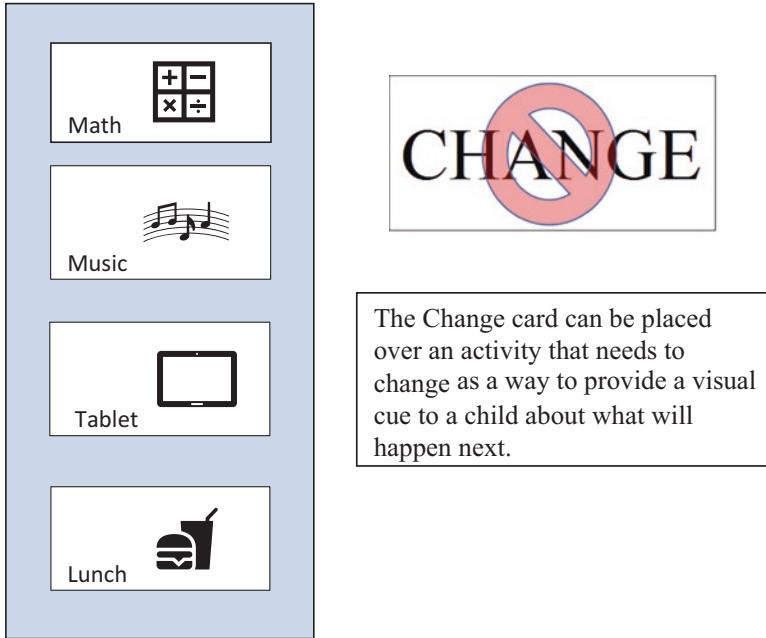 Math
Music
Tablet
Lunch
CHANGE
The Change card can be placed
over an activity that needs to
change as a way to provide a visual
cue to a child about what will
happen next.